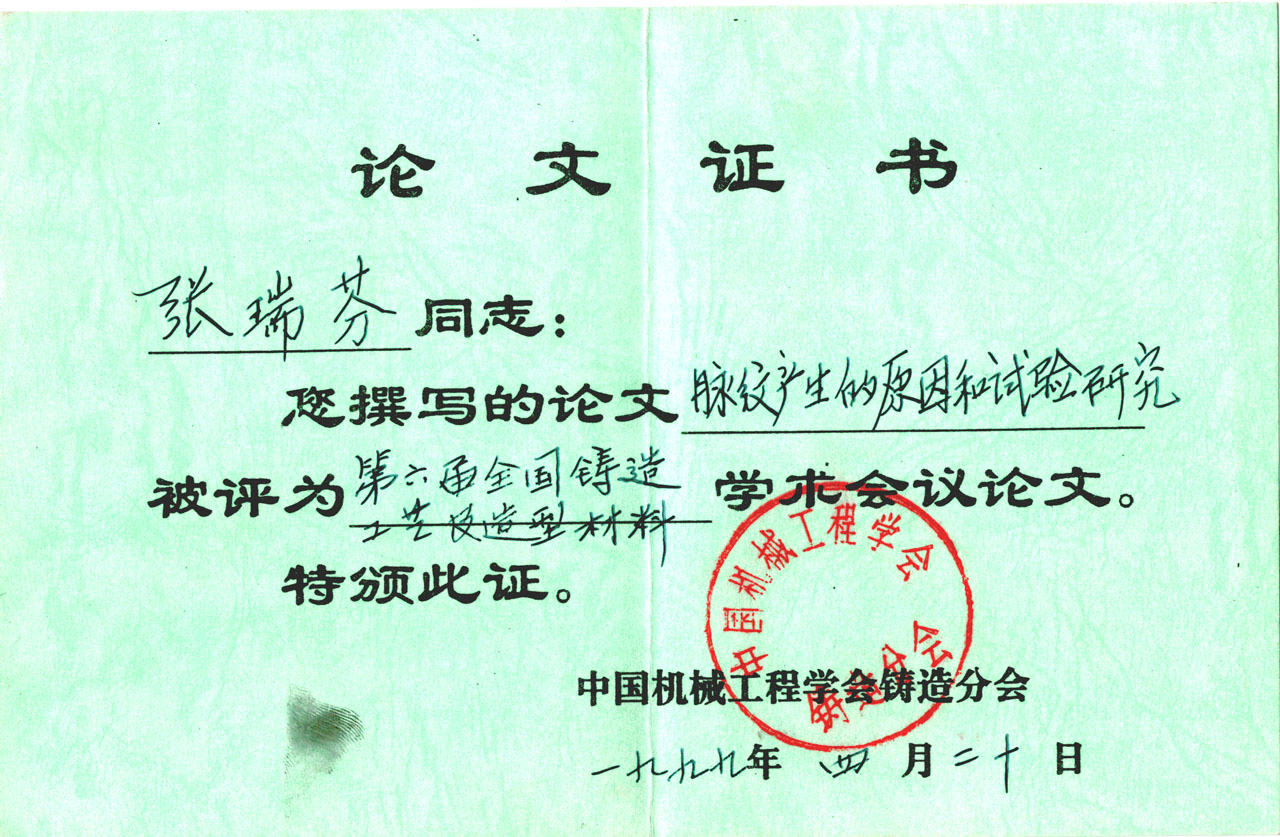 论文证书
张瑞芬同志：
您撰写的论文脉纹产生的原因和试验研究
被评为第六届全国铸造工艺及造型材料学术会议论文。
特颁此证。
中国机械工程学会
铸造分会
中国机械工程学会铸造分会
一九九九年四月二十日